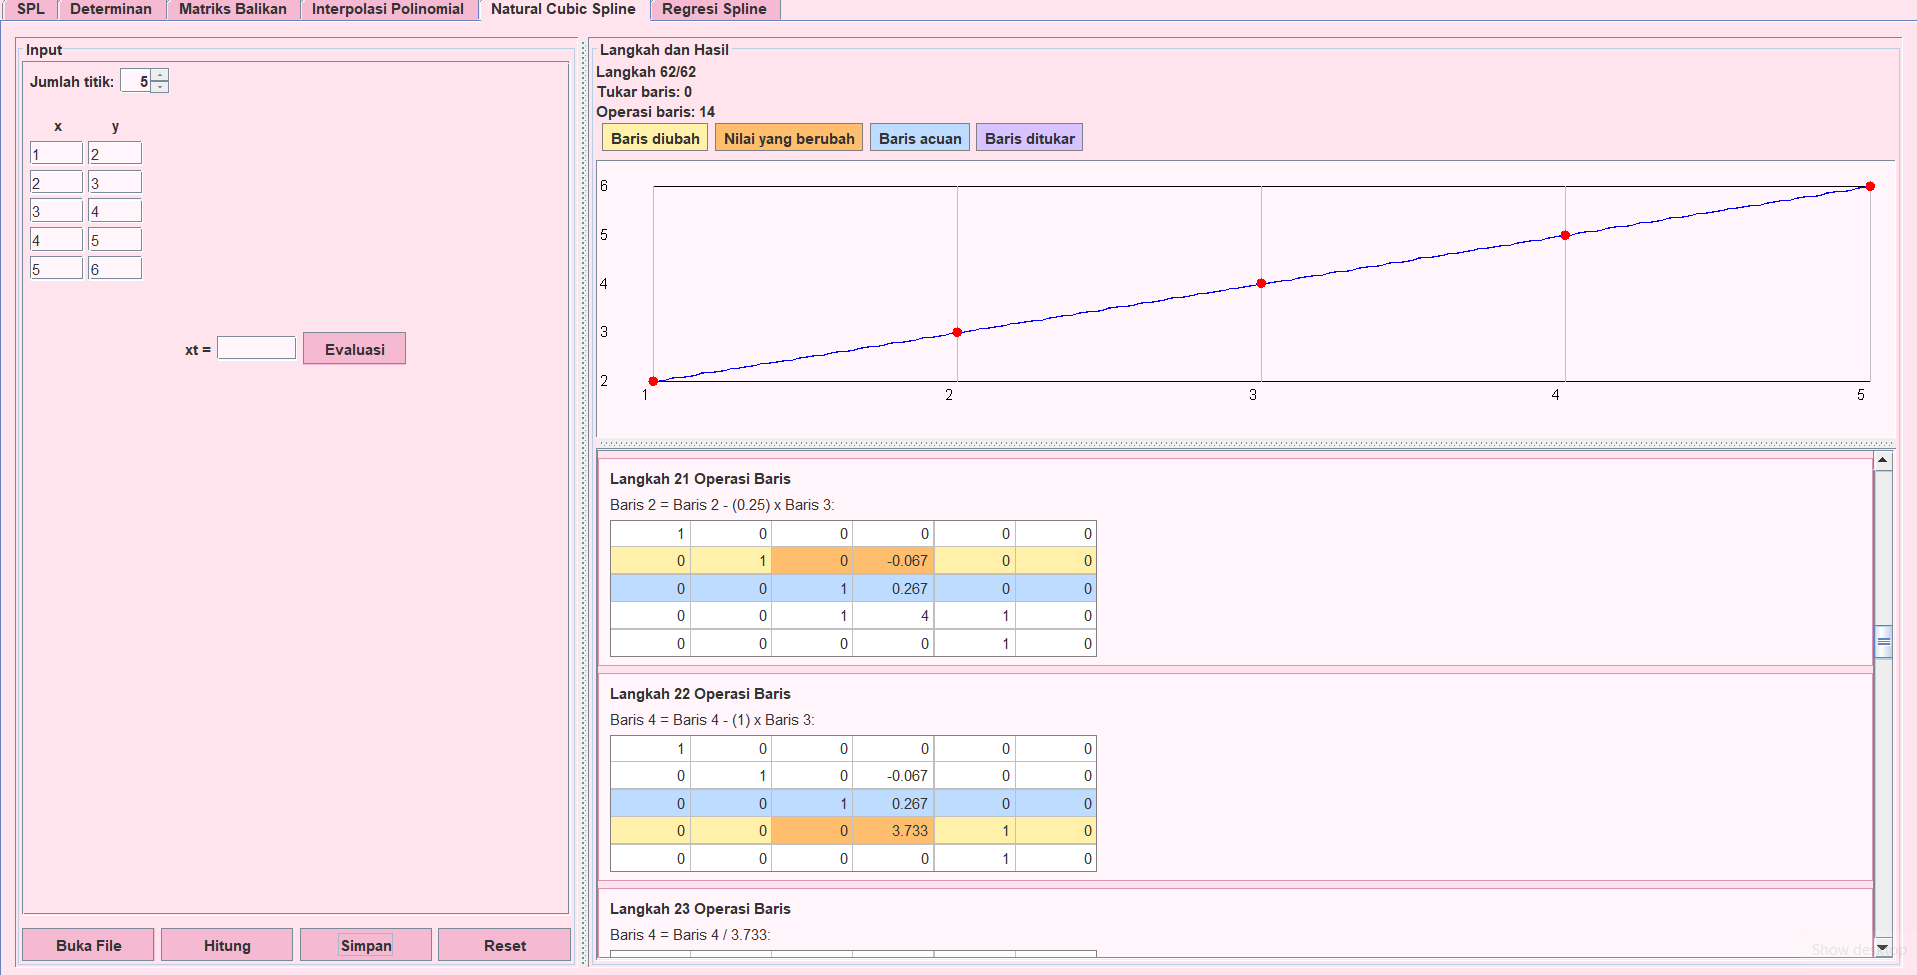 SPL Determinan Matriks Balikan Interpolasi Polinomial Natural Cubic Spline Regresi Spline
Input
Jumlah titik: 5
x y
1 2
2 3
3 4
4 5
5 6
xt = Evaluasi
Buka File Hitung Simpan Reset
Langkah dan Hasil
Langkah 62/62
Tukar baris: 0
Operasi baris: 14
Baris diubah Nilai yang berubah Baris acuan Baris ditukar
6
5
4
3
2
1 2 3 4 5
Langkah 21 Operasi Baris
Baris 2 = Baris 2 - (0.25) x Baris 3:
1 0 0 0 0 0
0 1 0 -0.067 0 0
0 0 1 0.267 0 0
0 0 1 4 1 0
0 0 0 0 1 0
Langkah 22 Operasi Baris
Baris 4 = Baris 4 - (1) x Baris 3:
1 0 0 0 0 0
0 1 0 -0.067 0 0
0 0 1 0.267 0 0
0 0 0 3.733 1 0
0 0 0 0 1 0
Langkah 23 Operasi Baris
Baris 4 = Baris 4 / 3.733:
Show desktop